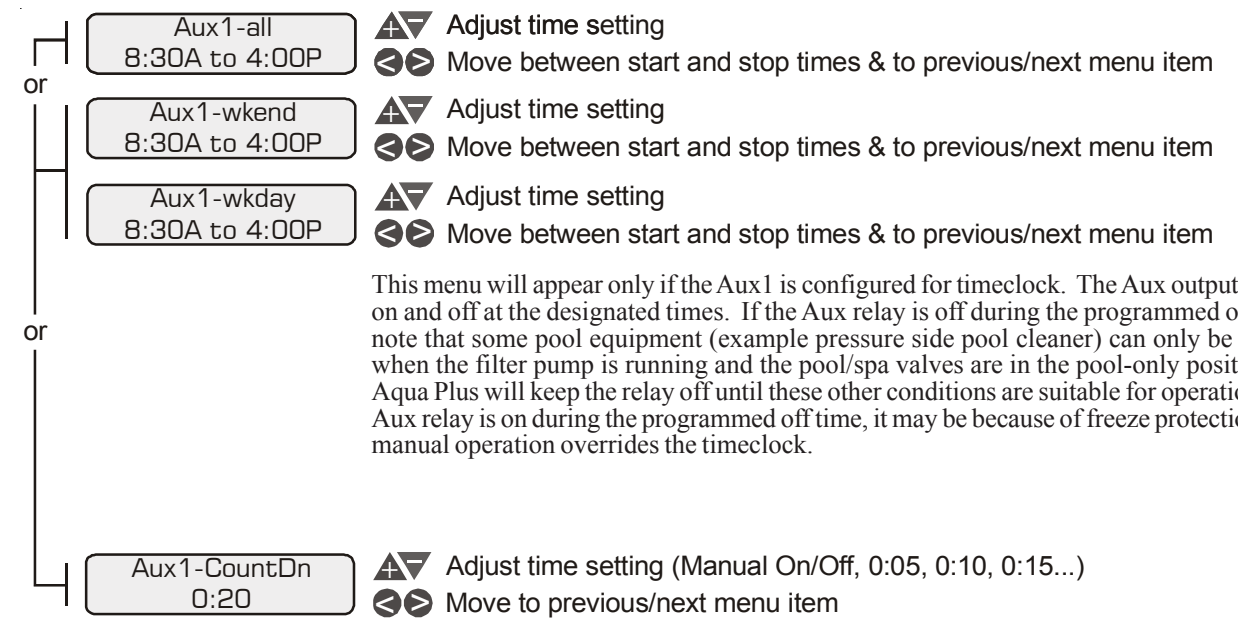 Aux1-all
8:30A to 4:00P
+ - Adjust time setting
< > Move between start and stop times & to previous/next menu item
or
Aux1-wkend
8:30A to 4:00P
+ - Adjust time setting
< > Move between start and stop times & to previous/next menu item
Aux1-wkday
8:30A to 4:00P
+ - Adjust time setting
< > Move between start and stop times & to previous/next menu item
This menu will appear only if the Aux1 is configured for timeclock. The Aux output
on and off at the designated times. If the Aux relay is off during the programmed
note that some pool equipment (example pressure side pool cleaner) can only be
or
when the filter pump is running and the pool/spa valves are in the pool-only
Aqua Plus will keep the relay off until these other conditions are suitable for
Aux relay is on during the programmed off time, it may be because of freeze
manual operation overrides the timeclock.
Aux1-CountDn
0:20
+ - Adjust time setting (Manual On/Off, 0:05, 0:10, 0:15...)
< > Move to previous/next menu item